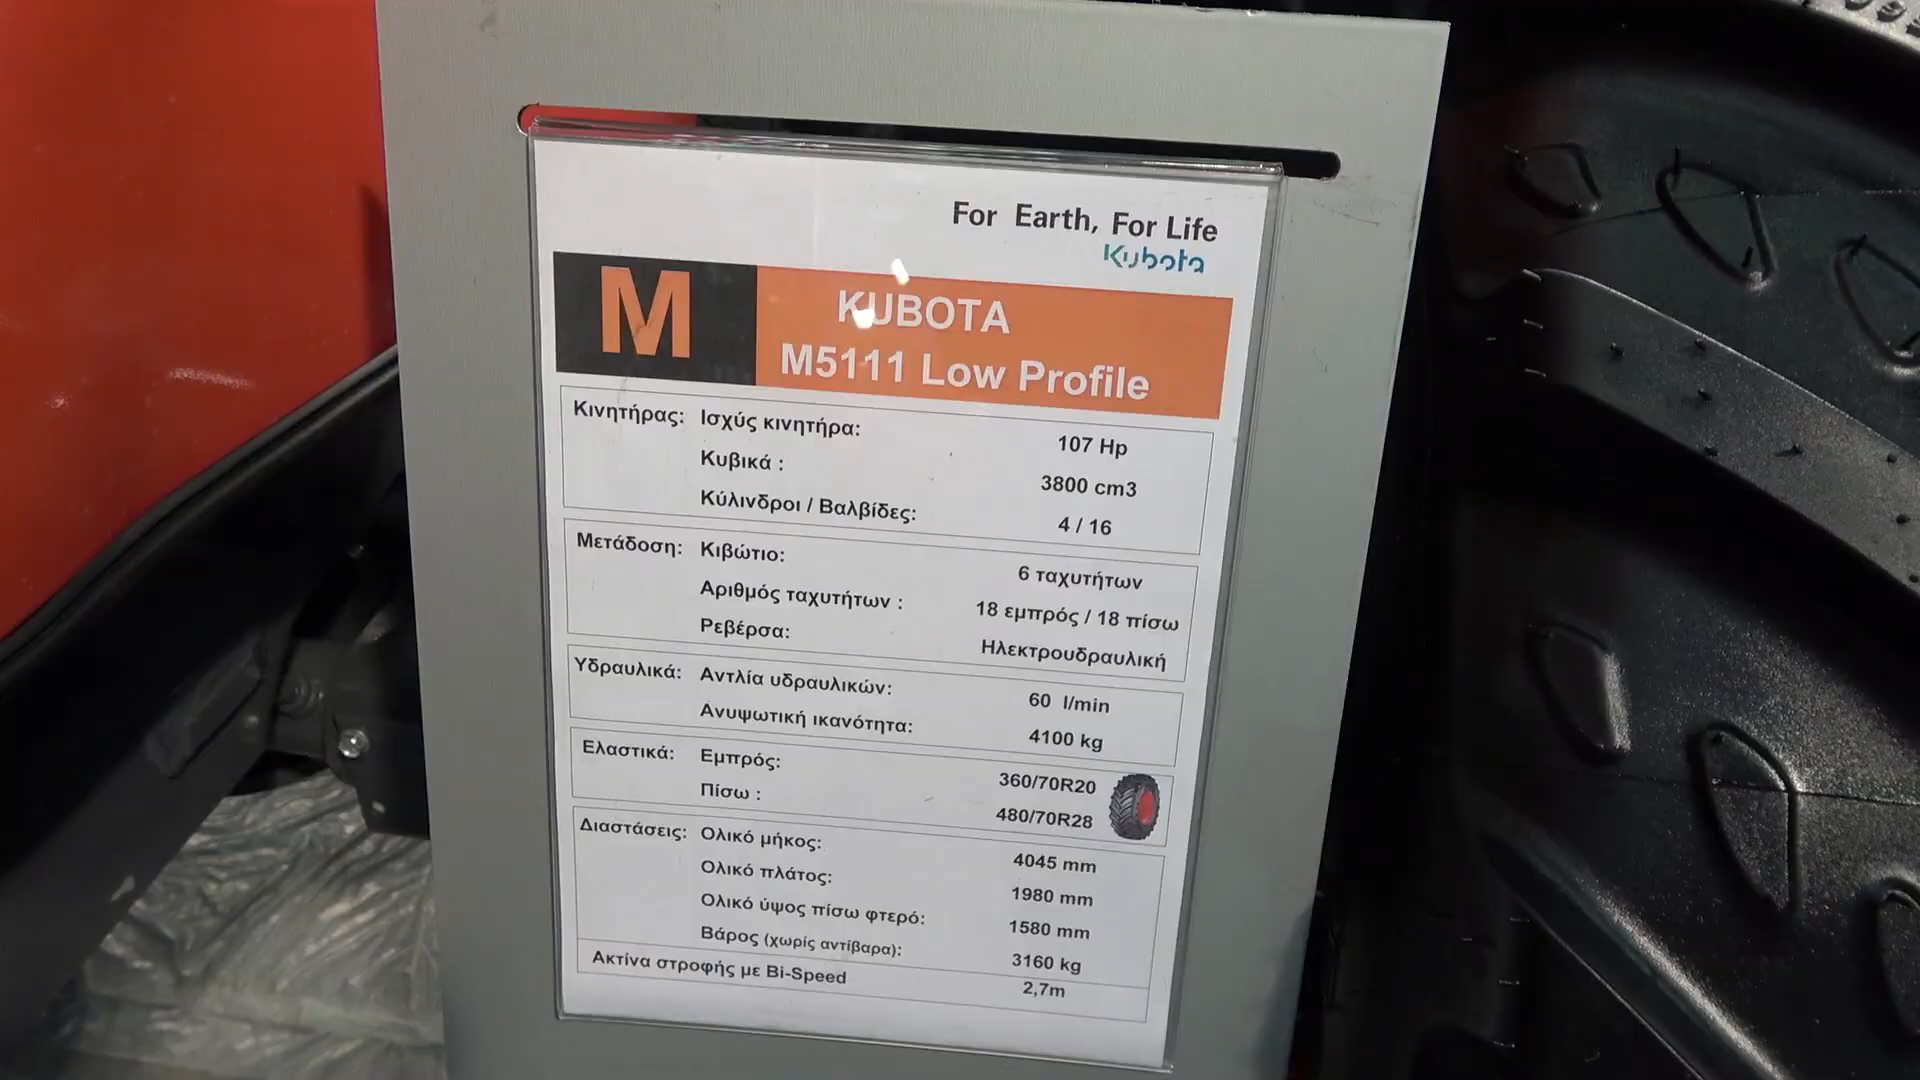 For Earth, For Life
Kubota
M
KUBOTA
M5111 Low Profile
Κινητήρας: Ισχύς κινητήρα: 107 Hp
Κυβικά : 3800 cm3
Κύλινδροι / Βαλβίδες: 4 / 16
Μετάδοση: Κιβώτιο: 6 ταχυτήτων
Αριθμός ταχυτήτων : 18 εμπρός / 18 πίσω
Ρεβέρσα: Ηλεκτρουδραυλική
Υδραυλικά: Αντλία υδραυλικών: 60 l/min
Ανυψωτική ικανότητα: 4100 kg
Ελαστικά: Εμπρός: 360/70R20
Πίσω : 480/70R28
Διαστάσεις: Ολικό μήκος: 4045 mm
Ολικό πλάτος: 1980 mm
Ολικό ύψος πίσω φτερό: 1580 mm
Βάρος (χωρίς αντίβαρα): 3160 kg
Ακτίνα στροφής με Bi-Speed 2,7m